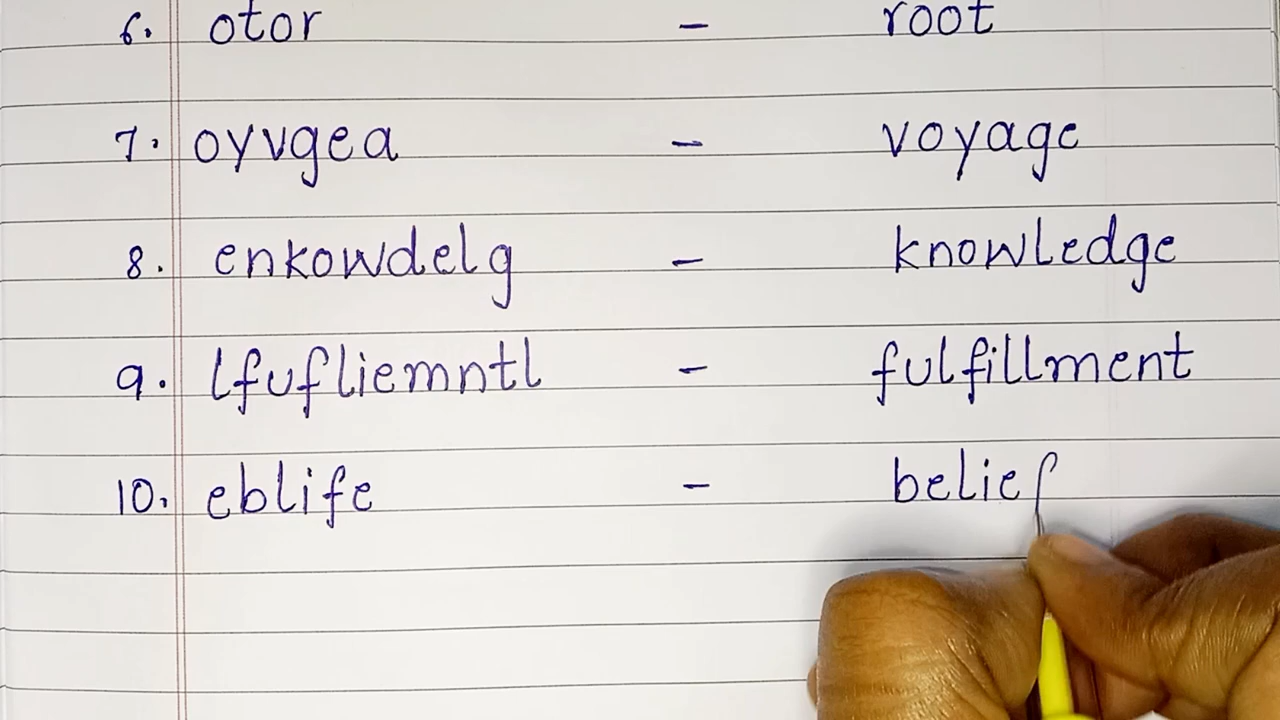 6. otor - root
7. oyvgea - voyage
8. enkowdelg - knowledge
9. lfufliemntl - fulfillment
10. eblife - belief